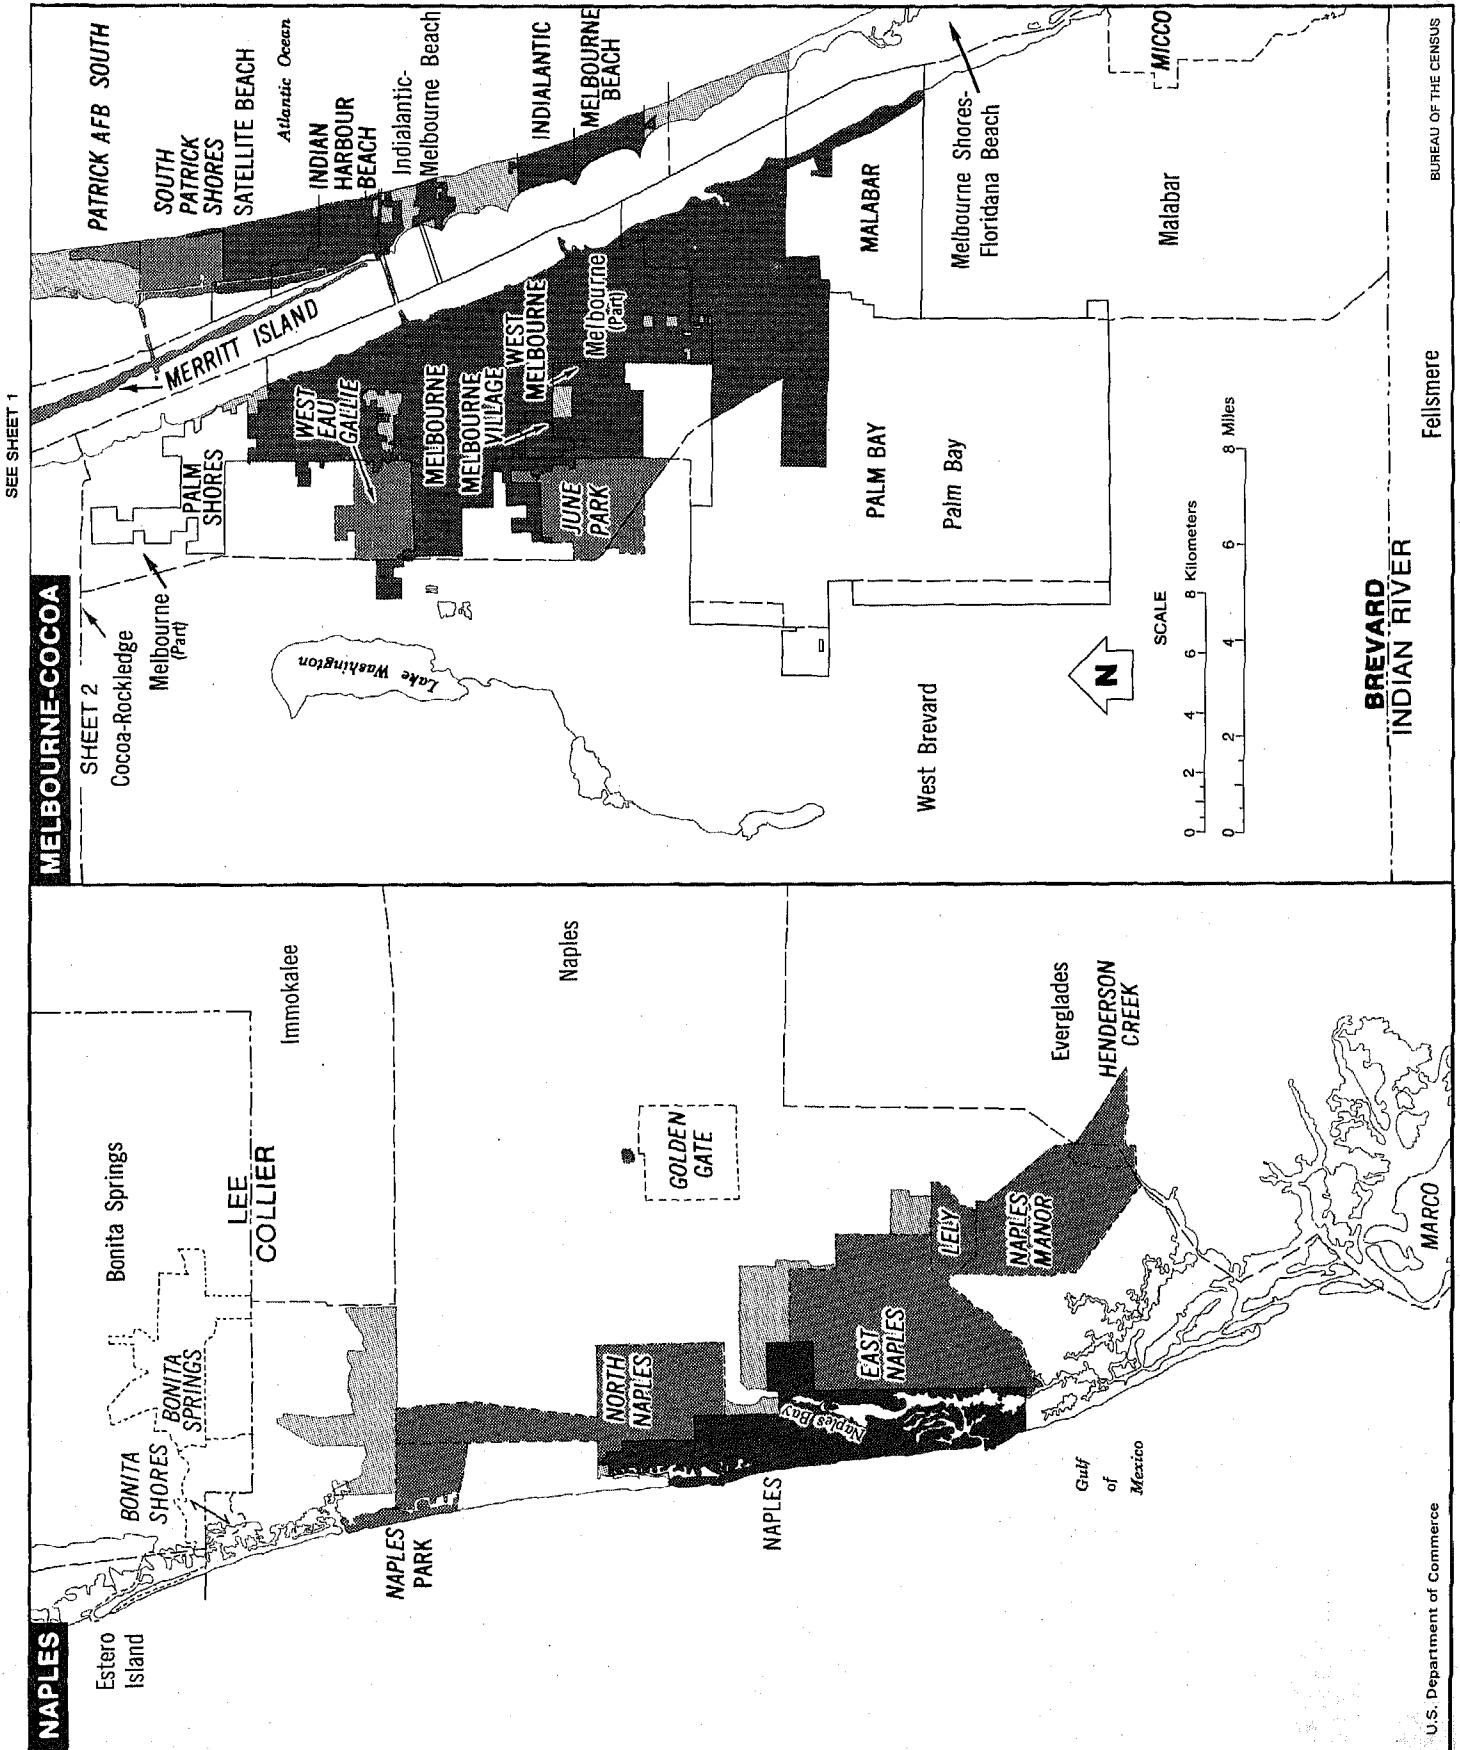 SEE SHEET 1
MELBOURNE-COCOA
SHEET 2
Cocoa-Rockledge
Melbourne
(Part)
PALM
SHORES
MERRITT ISLAND
PATRICK AFB SOUTH
SOUTH
PATRICK
SHORES
SATELLITE BEACH
Atlantic Ocean
INDIAN
HARBOUR
BEACH
Indialantic-
Melbourne Beach
INDIALANTIC
MELBOURNE
BEACH
WEST
EAU
GALLIE
MELBOURNE
MELBOURNE
VILLAGE
WEST
MELBOURNE
Melbourne
(Part)
JUNE
PARK
Lake Washington
MALABAR
Melbourne Shores-
Floridana Beach
MICCO
Malabar
PALM BAY
Palm Bay
West Brevard
N
SCALE
0 2 4 6 8 Kilometers
0 2 4 6 8 Miles
Fellsmere
BREVARD
INDIAN RIVER
BUREAU OF THE CENSUS
NAPLES
Estero
Island
BONITA
SHORES
BONITA
SPRINGS
Bonita Springs
LEE
COLLIER
Immokalee
NAPLES
PARK
Naples
NORTH
NAPLES
GOLDEN
GATE
NAPLES
Naples Bay
EAST
NAPLES
LELY
NAPLES
MANOR
Everglades
HENDERSON
CREEK
Gulf
of
Mexico
MARCO
U.S. Department of Commerce